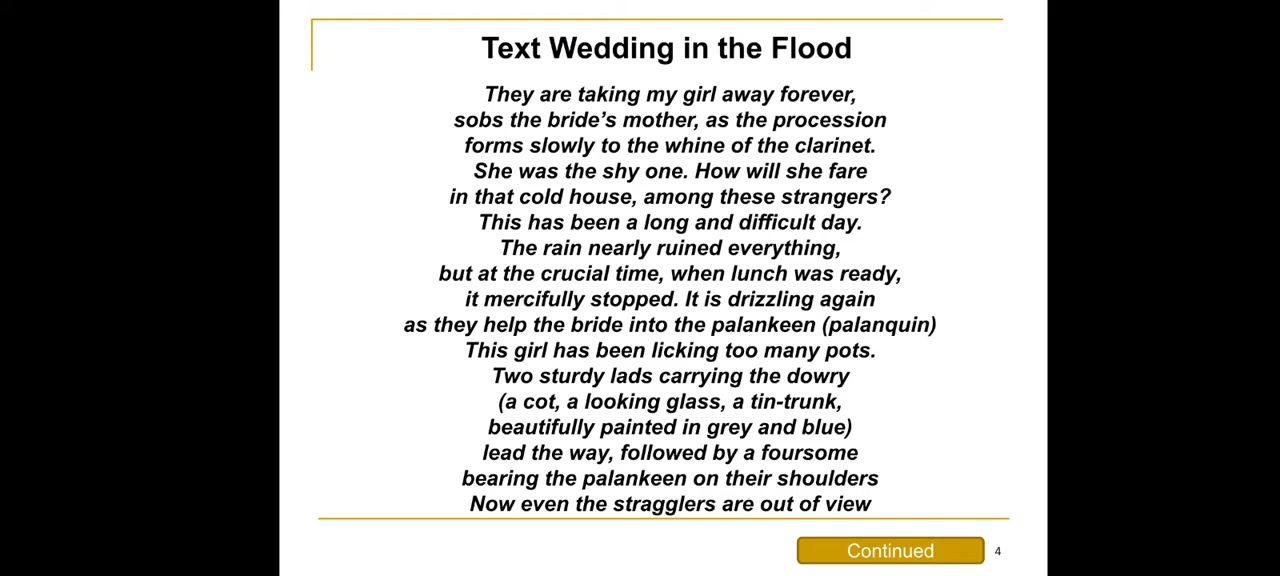 Text Wedding in the Flood
They are taking my girl away forever,
sobs the bride's mother, as the procession
forms slowly to the whine of the clarinet.
She was the shy one. How will she fare
in that cold house, among these strangers?
This has been a long and difficult day.
The rain nearly ruined everything,
but at the crucial time, when lunch was ready,
it mercifully stopped. It is drizzling again
as they help the bride into the palankeen (palanquin)
This girl has been licking too many pots.
Two sturdy lads carrying the dowry
(a cot, a looking glass, a tin-trunk,
beautifully painted in grey and blue)
lead the way, followed by a foursome
bearing the palankeen on their shoulders
Now even the stragglers are out of view
Continued
4